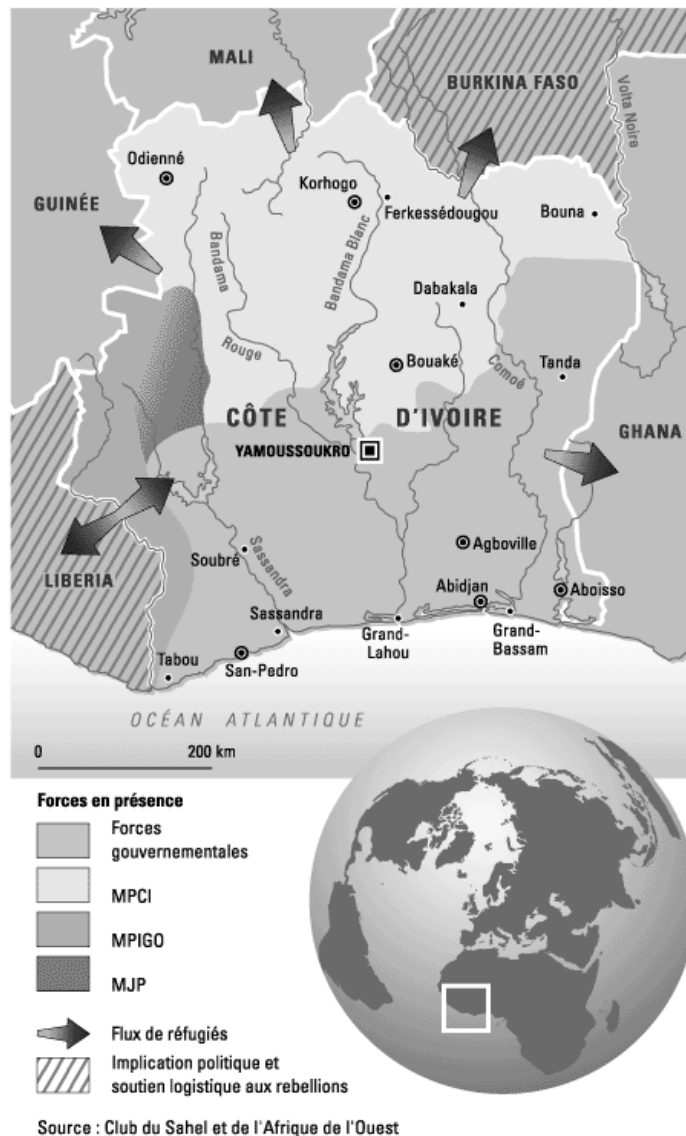 MALI
BURKINA FASO
Volta Noire
Odienné
Korhogo
Ferkessédougou
Bouna
GUINÉE
Bandama
Rouge
Bandama Blanc
Dabakala
Bouaké
Comoé
Tanda
CÔTE D'IVOIRE
GHANA
YAMOUSSOUKRO
LIBERIA
Soubré
Sassandra
Agboville
Abidjan
Aboisso
Sassandra
Grand-
Lahou
Grand-
Bassam
Tabou
San-Pedro
OCÉAN ATLANTIQUE
0 200 km
Forces en présence
Forces
gouvernementales
MPCI
MPIGO
MJP
Flux de réfugiés
Implication politique et
soutien logistique aux rebellions
Source : Club du Sahel et de l'Afrique de l'Ouest